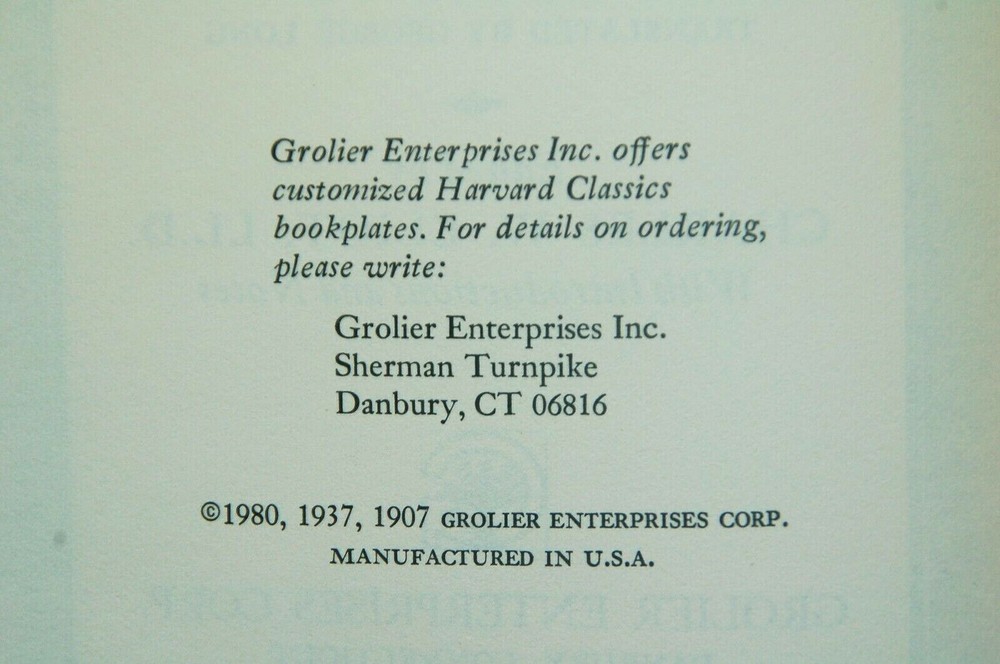 Grolier Enterprises Inc. offers
customized Harvard Classics
bookplates. For details on ordering,
please write:
Grolier Enterprises Inc.
Sherman Turnpike
Danbury, CT 06816
©1980, 1937, 1907 GROLIER ENTERPRISES CORP.
MANUFACTURED IN U.S.A.